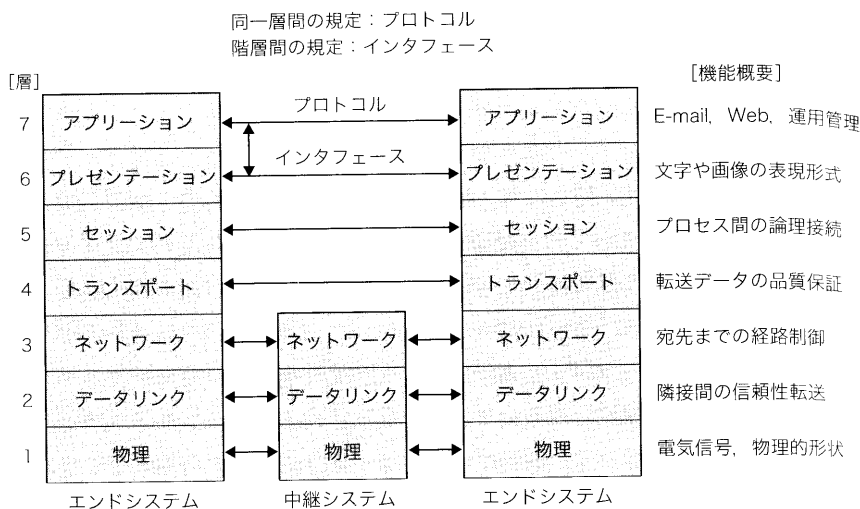 同一層間の規定：プロトコル
階層間の規定：インタフェース
[層]
[機能概要]
7 アプリーション プロトコル アプリーション E-mail, Web, 運用管理
インタフェース
6 プレゼンテーション プレゼンテーション 文字や画像の表現形式
5 セッション セッション プロセス間の論理接続
4 トランスポート トランスポート 転送データの品質保証
3 ネットワーク ネットワーク ネットワーク 宛先までの経路制御
2 データリンク データリンク データリンク 隣接間の信頼性転送
1 物理 物理 物理 電気信号, 物理的形状
エンドシステム 中継システム エンドシステム